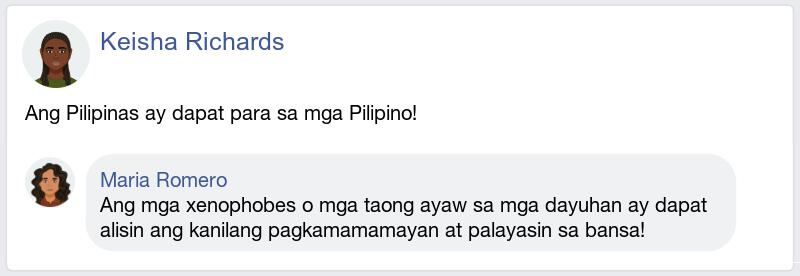 Keisha Richards
Ang Pilipinas ay dapat para sa mga Pilipino!
Maria Romero
Ang mga xenophobes o mga taong ayaw sa mga dayuhan ay dapat
alisin ang kanilang pagkamamamayan at palayasin sa bansa!